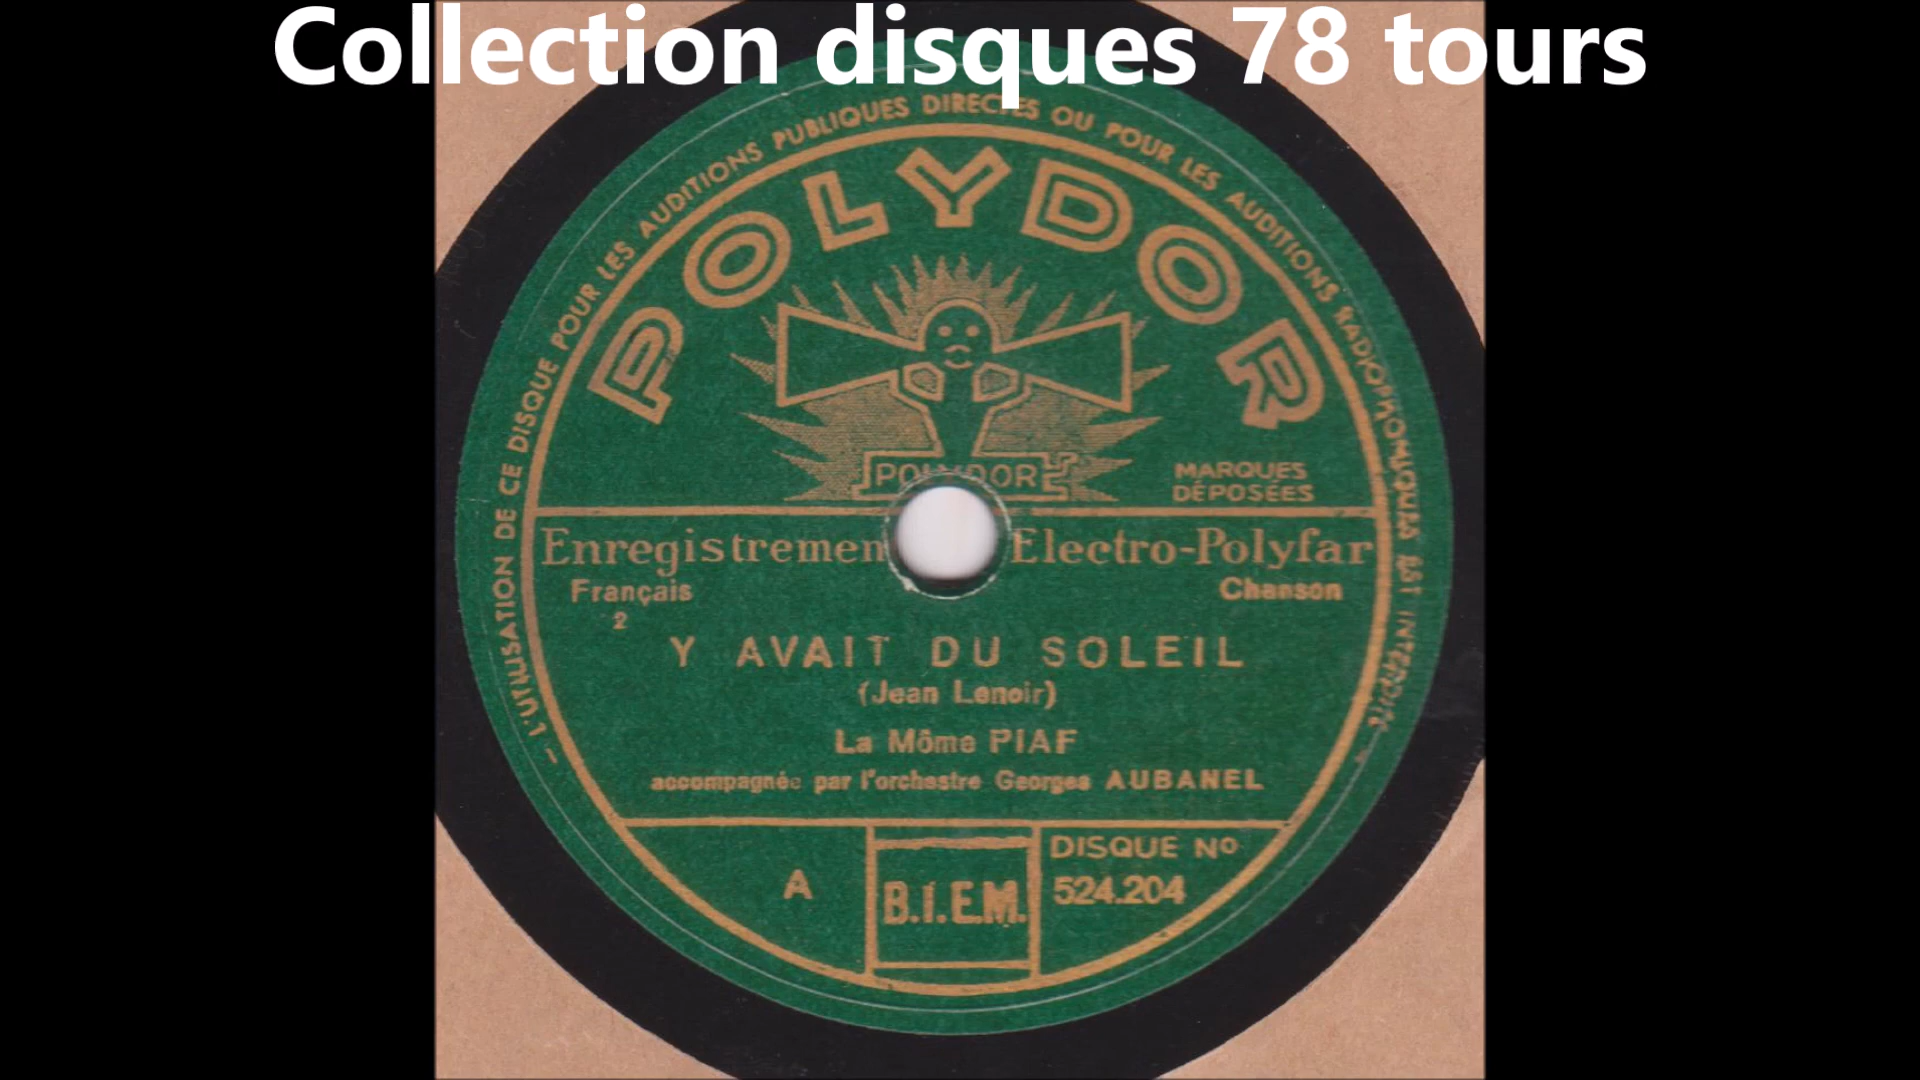 Collection disques 78 tours
- L'UTILISATION DE CE DISQUE POUR LES AUDITIONS PUBLIQUES DIRECTES OU POUR LES AUDITIONS RADIOPHONIQUES EST INTERDITE -
POLYDOR
POLYDOR
MARQUES
DÉPOSÉES
Enregistremen Electro-Polyfar
Français Chanson
2
Y AVAIT DU SOLEIL
(Jean Lenoir)
La Môme PIAF
accompagnée par l'orchestre Georges AUBANEL
A
B.I.E.M.
DISQUE Nº
524.204